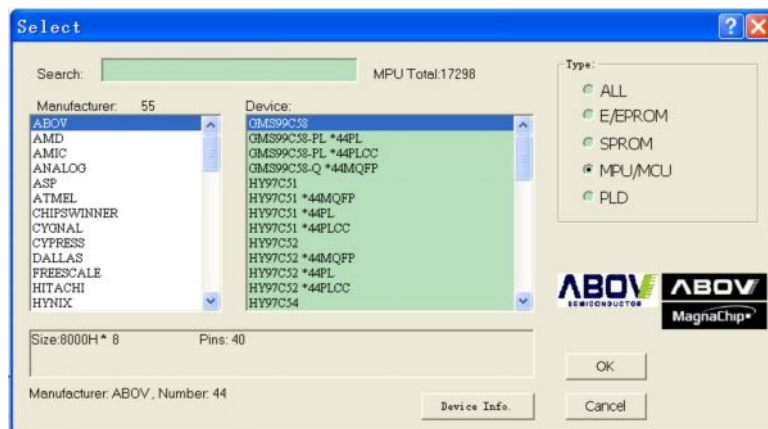 Select
Search:
MPU Total:17298
Manufacturer: 55
ABOV
AMD
AMIC
ANALOG
ASP
ATMEL
CHIPSWINNER
CYGNAL
CYPRESS
DALLAS
FREESCALE
HITACHI
HYNIX
Device:
GMS99C58
GMS99C58-PL *44PL
GMS99C58-PL *44PLCC
GMS99C58-Q *44MQFP
HY97C51
HY97C51 *44MQFP
HY97C51 *44PL
HY97C51 *44PLCC
HY97C52
HY97C52 *44MQFP
HY97C52 *44PL
HY97C52 *44PLCC
HY97C54
Type:
ALL
E/EPROM
SPROM
MPU/MCU
PLD
ABOV
SEMICONDUCTOR
ABOV
MagnaChip
Size:8000H * 8 Pins: 40
Manufacturer: ABOV , Number: 44
Device Info.
OK
Cancel